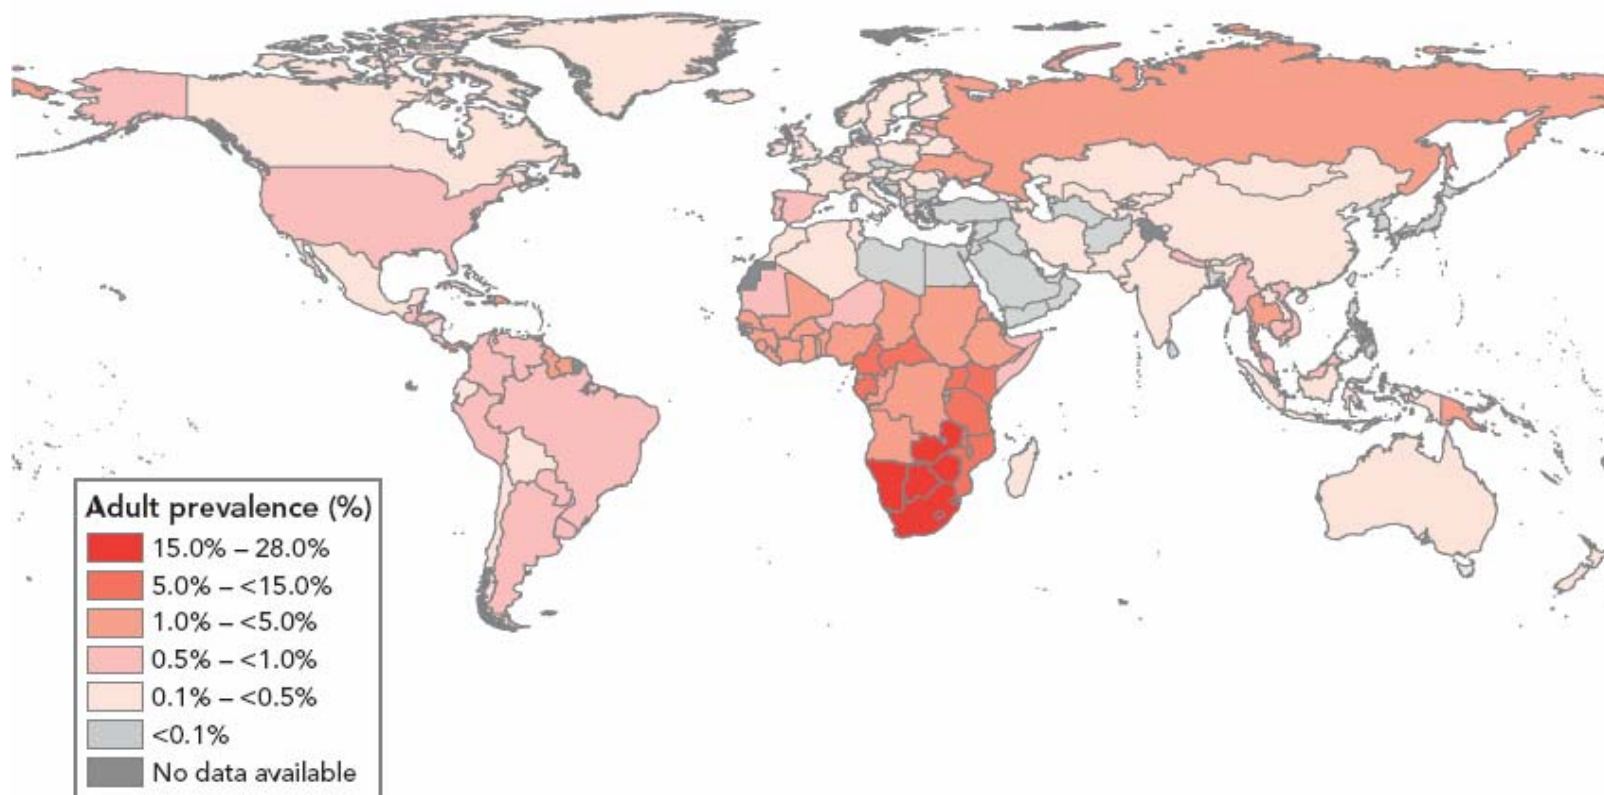 Adult prevalence (%)
15.0% – 28.0%
5.0% – <15.0%
1.0% – <5.0%
0.5% – <1.0%
0.1% – <0.5%
<0.1%
No data available